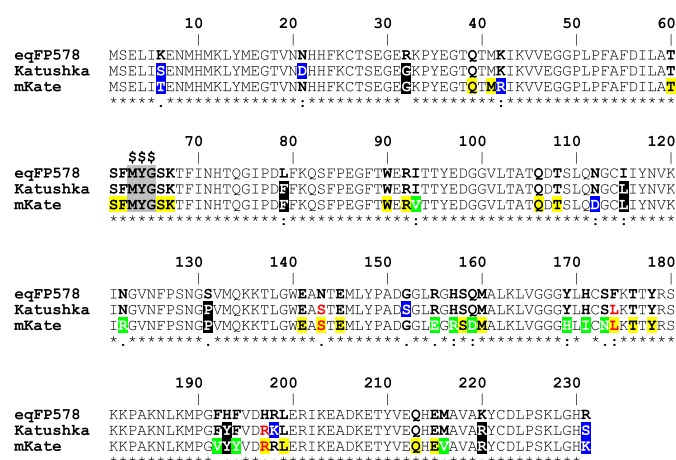 10 20 30 40 50 60
eqFP578 MSELIKENMHMKLYMEGTVNNHHFKCTSEGERKPYEGTQTMKIKVVEGGPLPFAFDILAT
Katushka MSELISENMHMKLYMEGTVNDHHFKCTSEGEGKPYEGTQTMKIKVVEGGPLPFAFDILAT
mKate MSELITENMHMKLYMEGTVNNHHFKCTSEGEGKPYEGTQTMRIKVVEGGPLPFAFDILAT
*****.**************:********** *********:******************
$$$ 70 80 90 100 110 120
eqFP578 SFMYGSKTFINHTQGIPDLFKQSFPEGFTWERITTYEDGGVLTATQDTSLQNGCIIYNVK
Katushka SFMYGSKTFINHTQGIPDFFKQSFPEGFTWERITTYEDGGVLTATQDTSLQNGCLIYNVK
mKate SFMYGSKTFINHTQGIPDFFKQSFPEGFTWERVTTYEDGGVLTATQDTSLQDGCLIYNVK
******************:*************:******************:**:*****
130 140 150 160 170 180
eqFP578 INGVNFPSNGSVMQKKTLGWEANTEMLYPADGGLRGHSQMALKLVGGGYLHCSFKTTYRS
Katushka INGVNFPSNGPVMQKKTLGWEASTEMLYPADSGLRGHSQMALKLVGGGYLHCSLKTTYRS
mKate IRGVNFPSNGPVMQKKTLGWEASTEMLYPADGGLEGRSDMALKLVGGGHLICNLKTTYRS
190 200 210 220 230
eqFP578 KKPAKNLKMPGFHFVDHRLERIKEADKETYVEQHEMAVAKYCDLPSKLGHR
Katushka KKPAKNLKMPGFYFVDRKLERIKEADKETYVEQHEMAVARYCDLPSKLGHS
mKate KKPAKNLKMPGVYYVDRRLERIKEADKETYVEQHEVAVARYCDLPSKLGHK